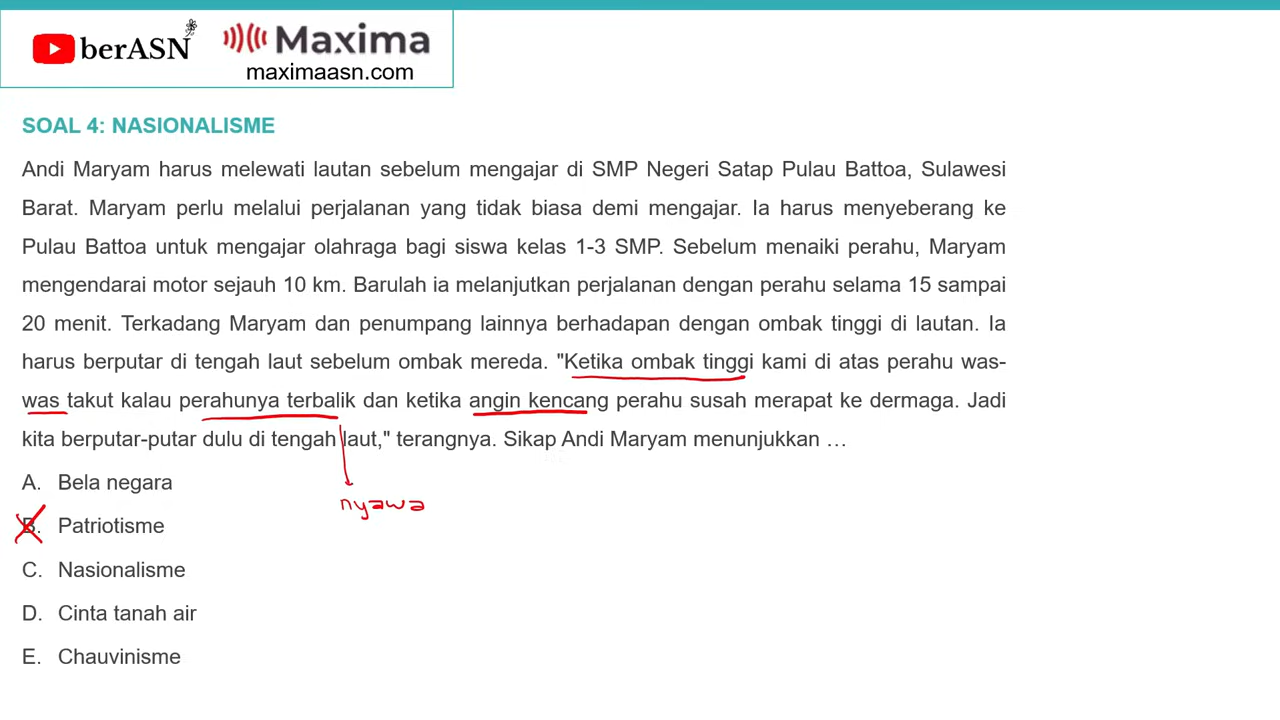 berASN
Maxima
maximaasn.com
SOAL 4: NASIONALISME
Andi Maryam harus melewati lautan sebelum mengajar di SMP Negeri Satap Pulau Battoa, Sulawesi
Barat. Maryam perlu melalui perjalanan yang tidak biasa demi mengajar. Ia harus menyeberang ke
Pulau Battoa untuk mengajar olahraga bagi siswa kelas 1-3 SMP. Sebelum menaiki perahu, Maryam
mengendarai motor sejauh 10 km. Barulah ia melanjutkan perjalanan dengan perahu selama 15 sampai
20 menit. Terkadang Maryam dan penumpang lainnya berhadapan dengan ombak tinggi di lautan. Ia
harus berputar di tengah laut sebelum ombak mereda. "Ketika ombak tinggi kami di atas perahu was-
was takut kalau perahunya terbalik dan ketika angin kencang perahu susah merapat ke dermaga. Jadi
kita berputar-putar dulu di tengah laut," terangnya. Sikap Andi Maryam menunjukkan …
A. Bela negara
nyawa
B. Patriotisme
C. Nasionalisme
D. Cinta tanah air
E. Chauvinisme